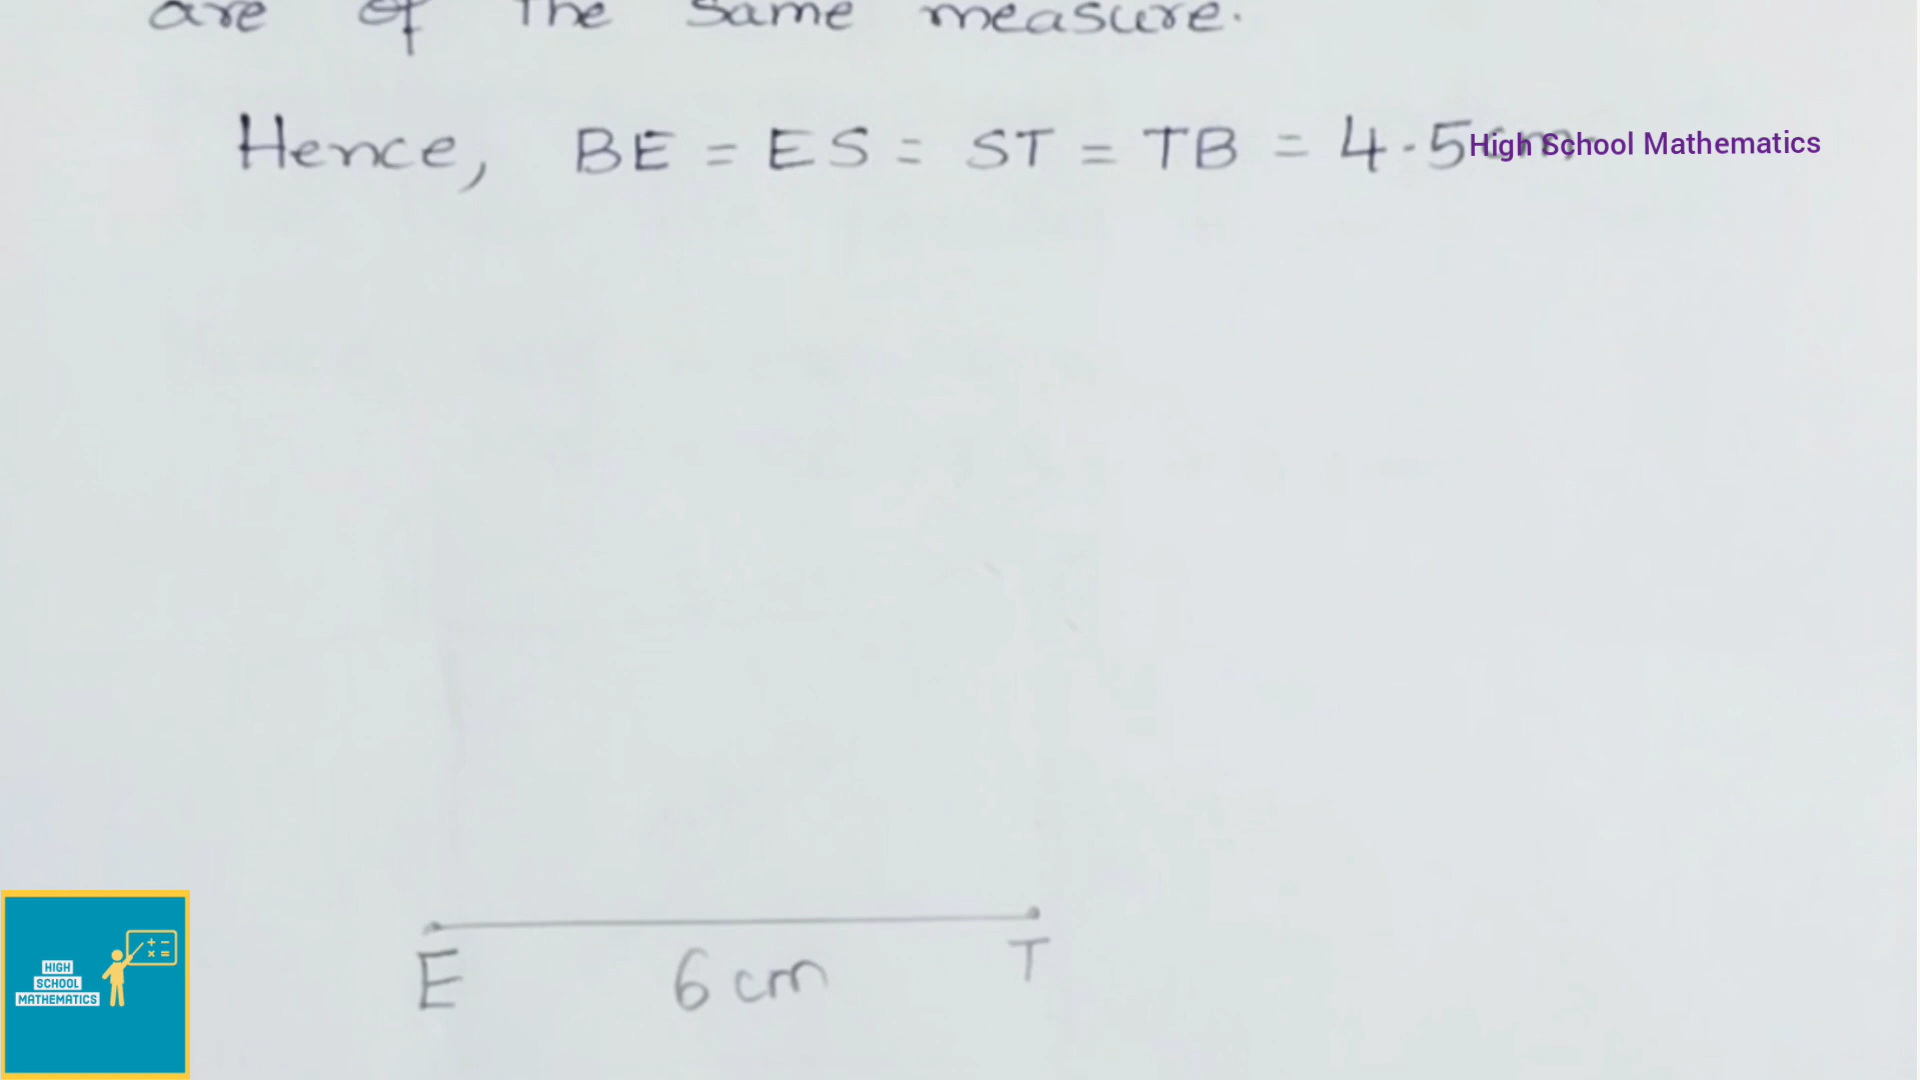 are of the same measure.
Hence, BE = ES = ST = TB = 4.5cm.
High School Mathematics
E 6 cm T
HIGH
SCHOOL
MATHEMATICS